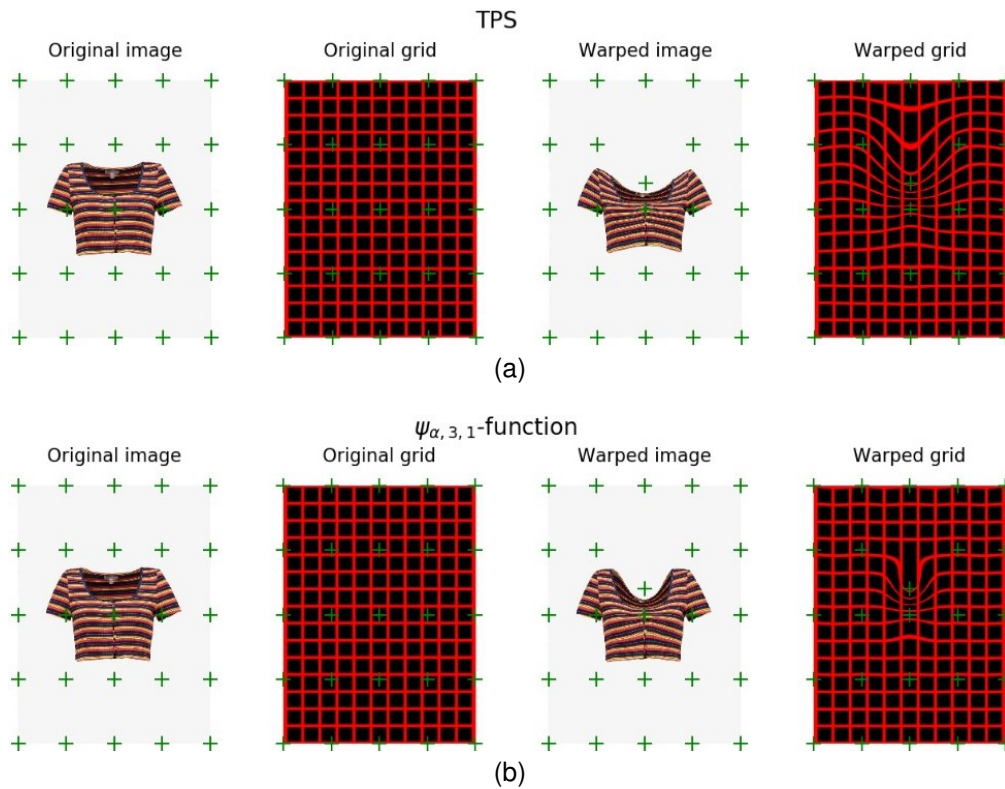 TPS
Original image Original grid Warped image Warped grid
(a)
ψα, 3, 1-function
Original image Original grid Warped image Warped grid
(b)